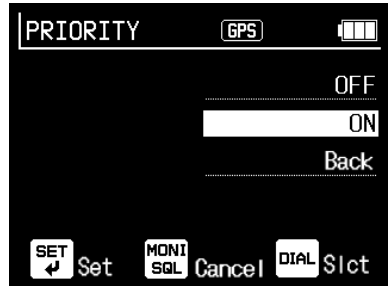 PRIORITY GPS
OFF
ON
Back
SET Set MONI SQL Cancel DIAL Slct